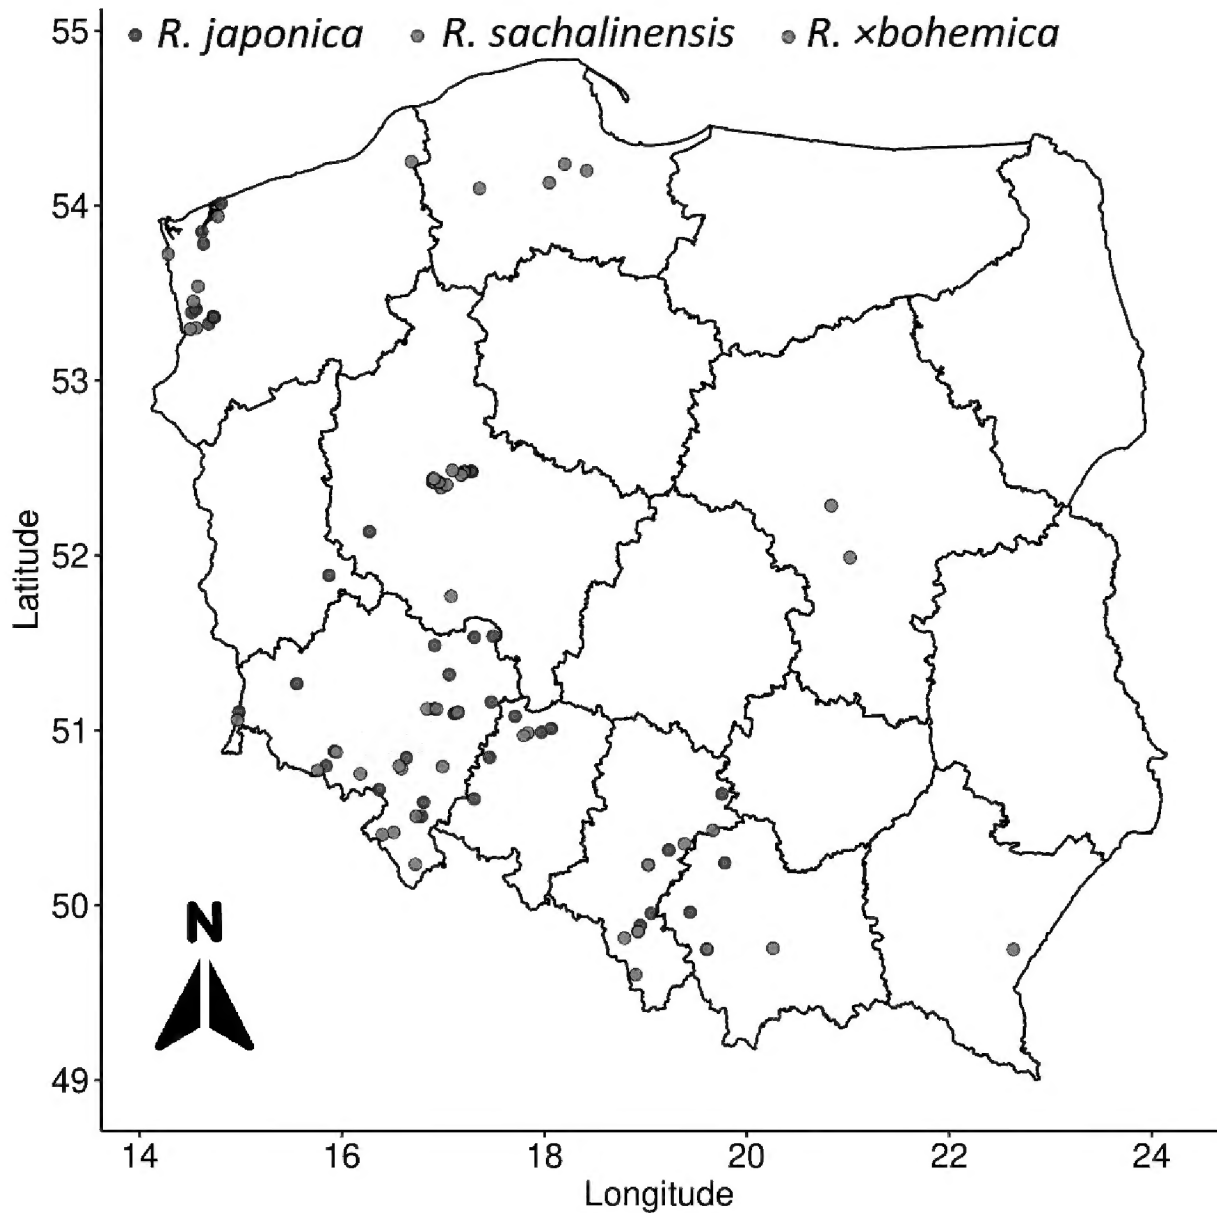 R. japonica R. sachalinensis R. ×bohemica
55
54
53
52
51
50
49
Latitude
N
14 16 18 20 22 24
Longitude